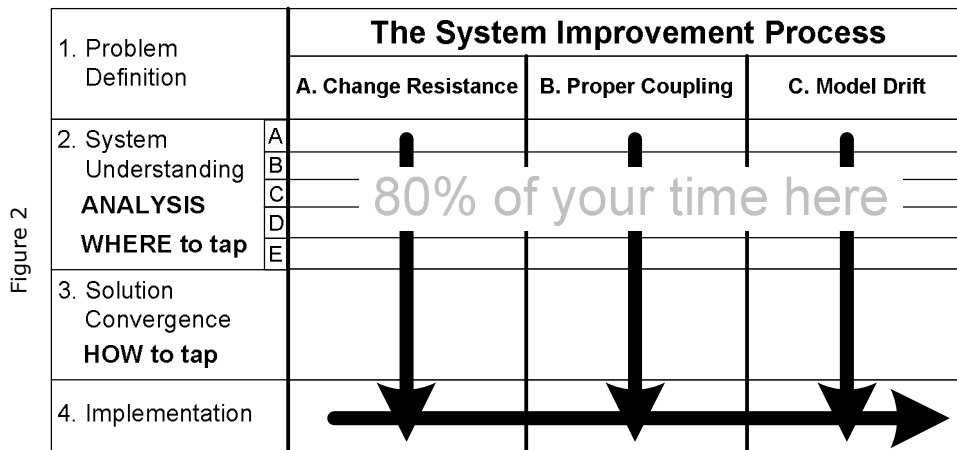 Figure 2
1. Problem
Definition
The System Improvement Process
A. Change Resistance
B. Proper Coupling
C. Model Drift
2. System
Understanding
ANALYSIS
WHERE to tap
A
B
C
D
E
80% of your time here
3. Solution
Convergence
HOW to tap
4. Implementation